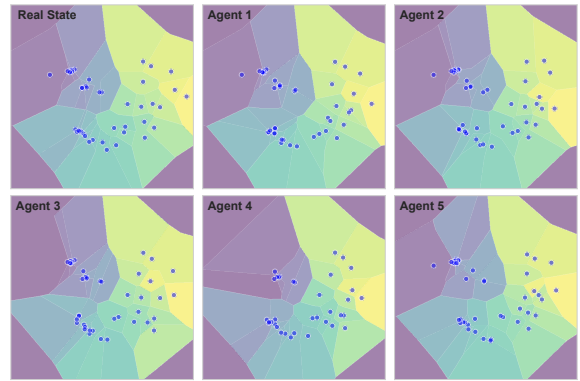 Real State
Agent 1
Agent 2
Agent 3
Agent 4
Agent 5